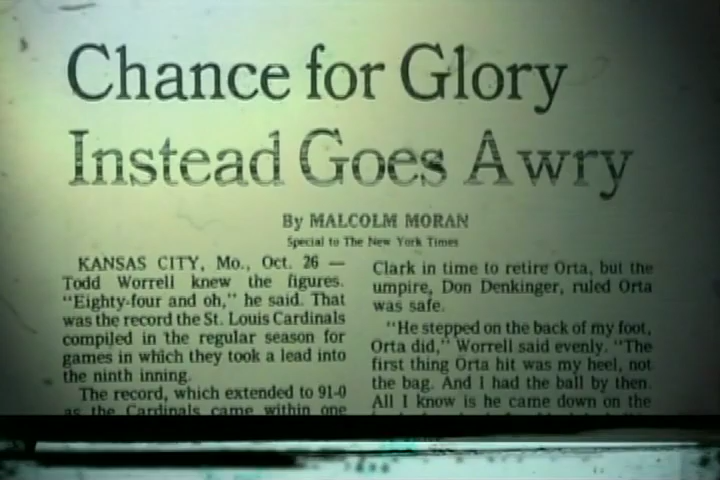 Chance for Glory
Instead Goes Awry
By MALCOLM MORAN
Special to The New York Times
KANSAS CITY, Mo., Oct. 26 —
Todd Worrell knew the figures.
"Eighty-four and oh," he said. That
was the record the St. Louis Cardinals
compiled in the regular season for
games in which they took a lead into
the ninth inning.
The record, which extended to 91-0
as the Cardinals came within one
Clark in time to retire Orta, but the
umpire, Don Denkinger, ruled Orta
was safe.
"He stepped on the back of my foot,
Orta did," Worrell said evenly. "The
first thing Orta hit was my heel, not
the bag. And I had the ball by then.
All I know is he came down on the